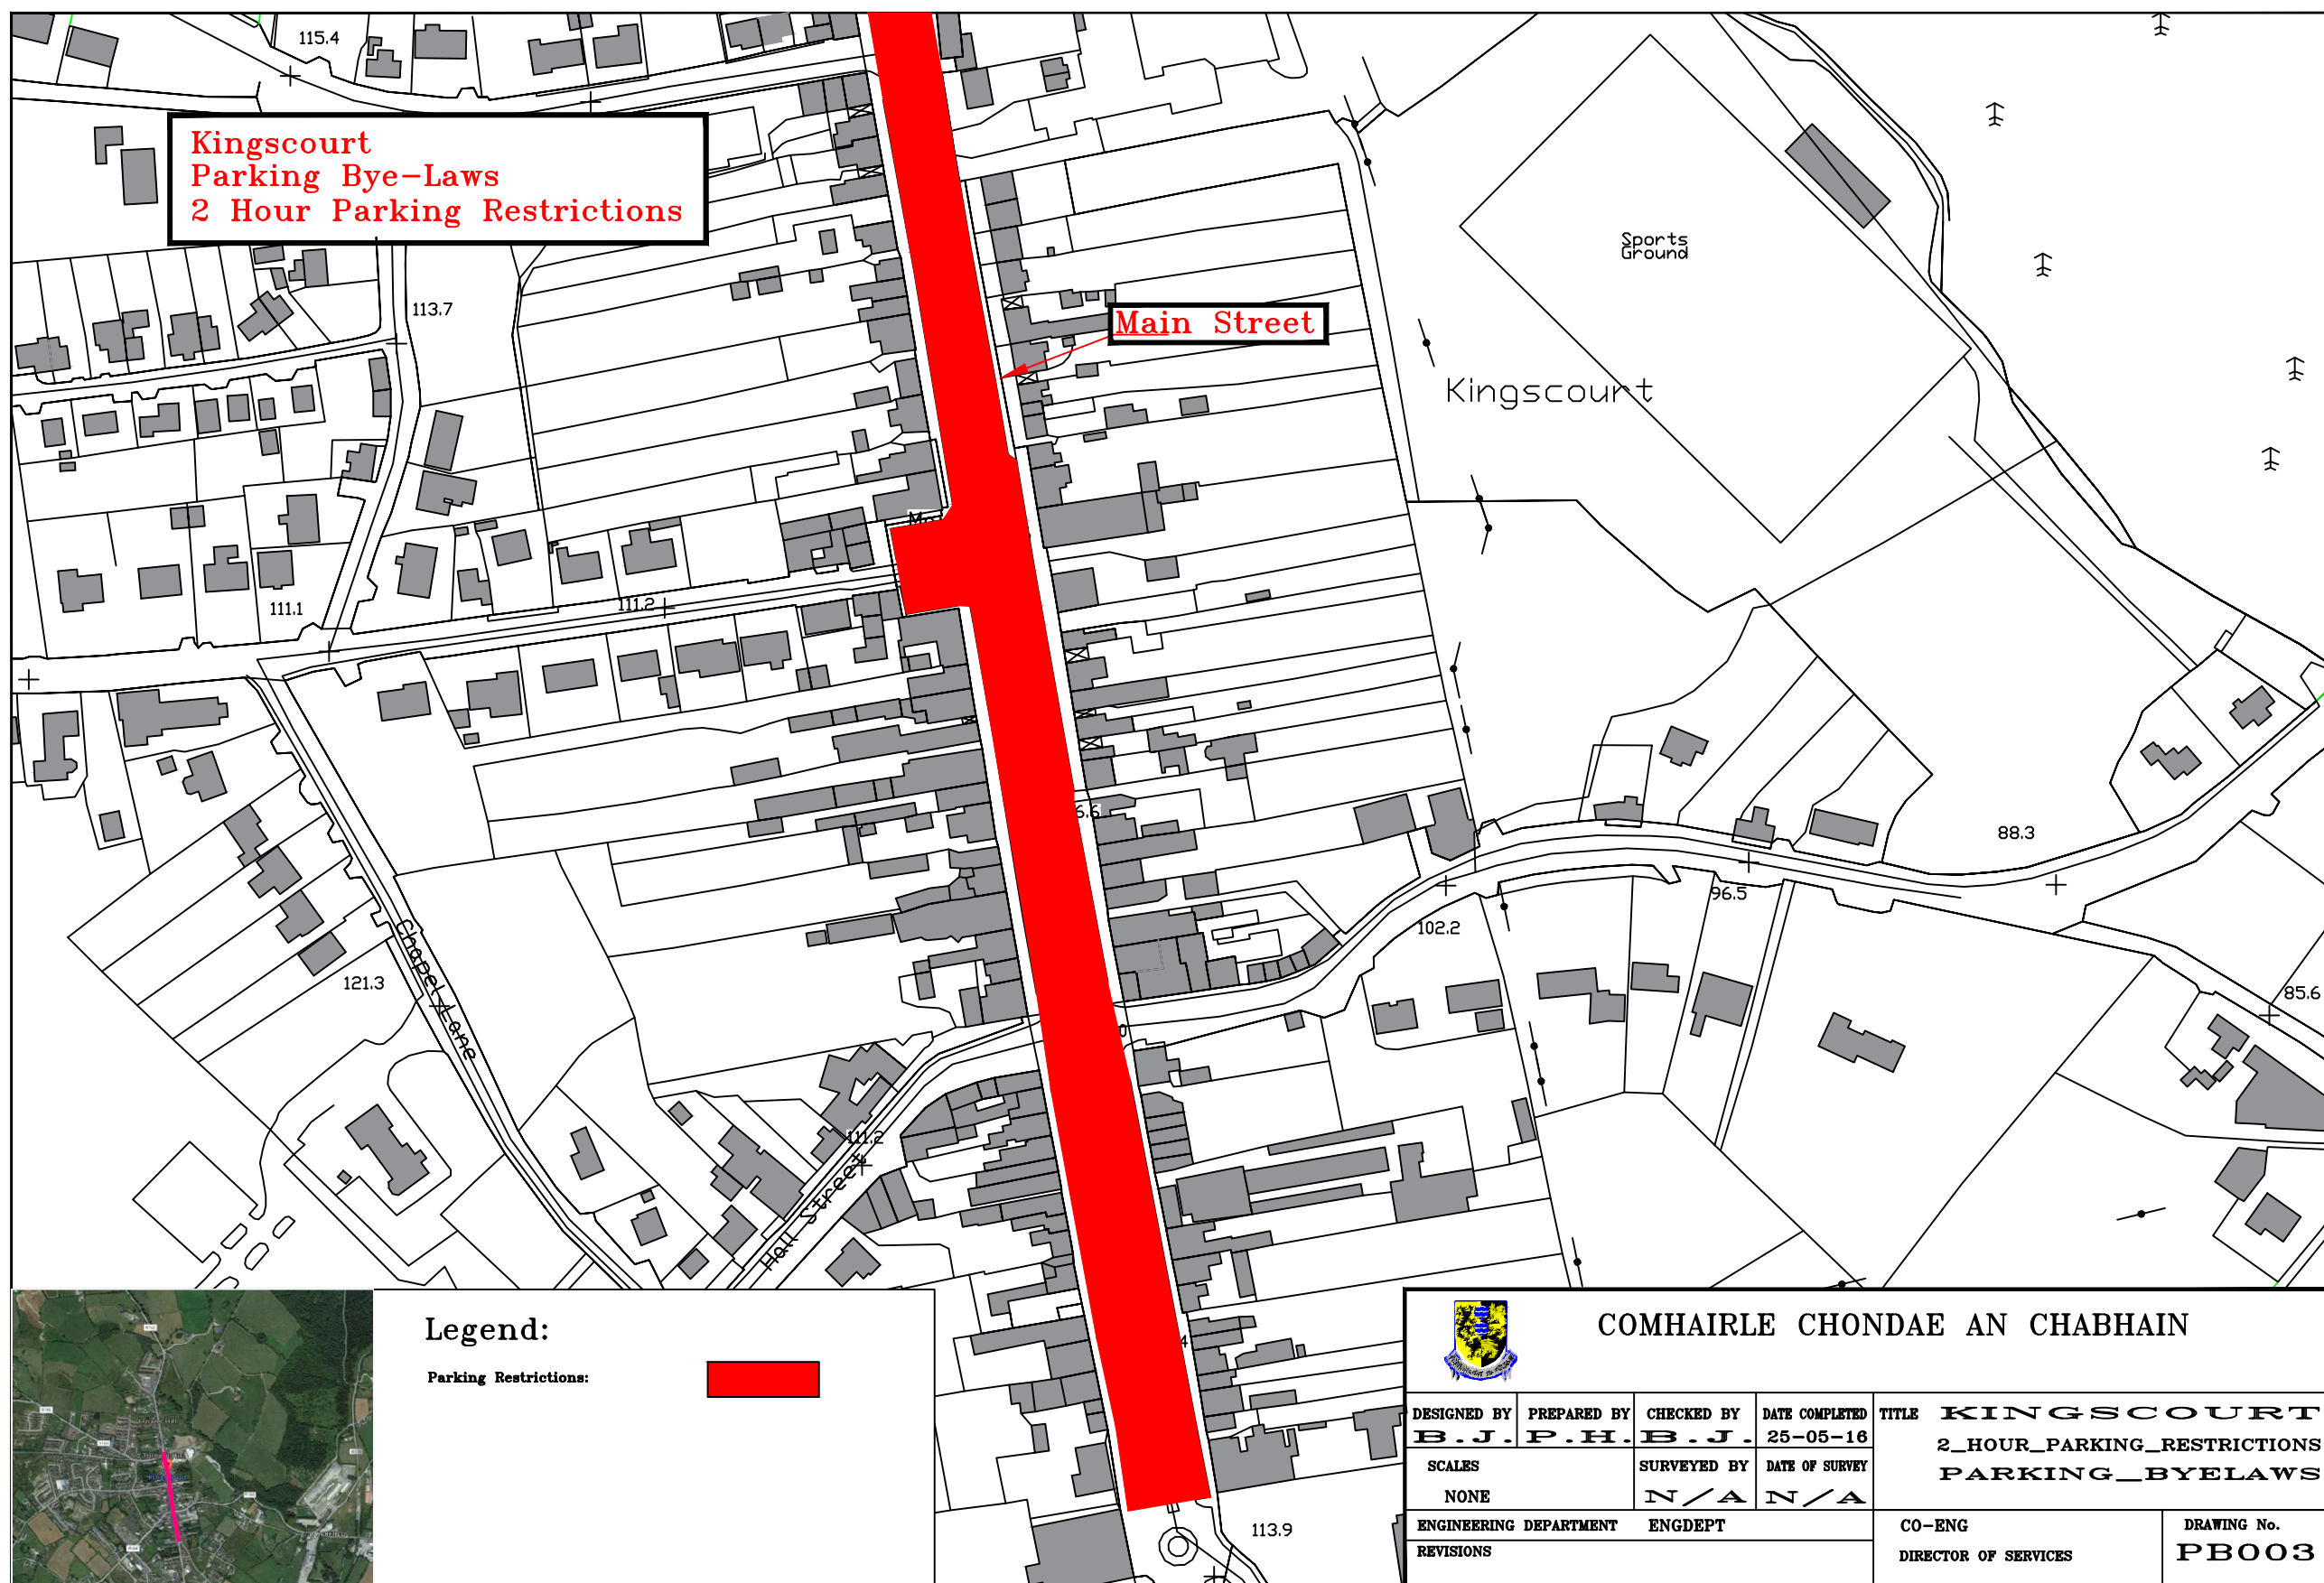 115.4
Kingscourt
Parking Bye-Laws
2 Hour Parking Restrictions
Sports
Ground
113.7
Main Street
Kingscourt
111.1
111.2
88.3
96.5
102.2
121.3
Chapel Lane
85.6
111.2
Hall Street
113.9
Legend:
Parking Restrictions:
COMHAIRLE CHONDAE AN CHABHAIN
DESIGNED BY PREPARED BY CHECKED BY DATE COMPLETED TITLE KINGSCOURT
B.J. P.H. B.J. 25-05-16 2_HOUR_PARKING_RESTRICTIONS
SCALES SURVEYED BY DATE OF SURVEY PARKING_BYELAWS
NONE N/A N/A
ENGINEERING DEPARTMENT ENGDEPT CO-ENG DRAWING No.
REVISIONS DIRECTOR OF SERVICES PB003